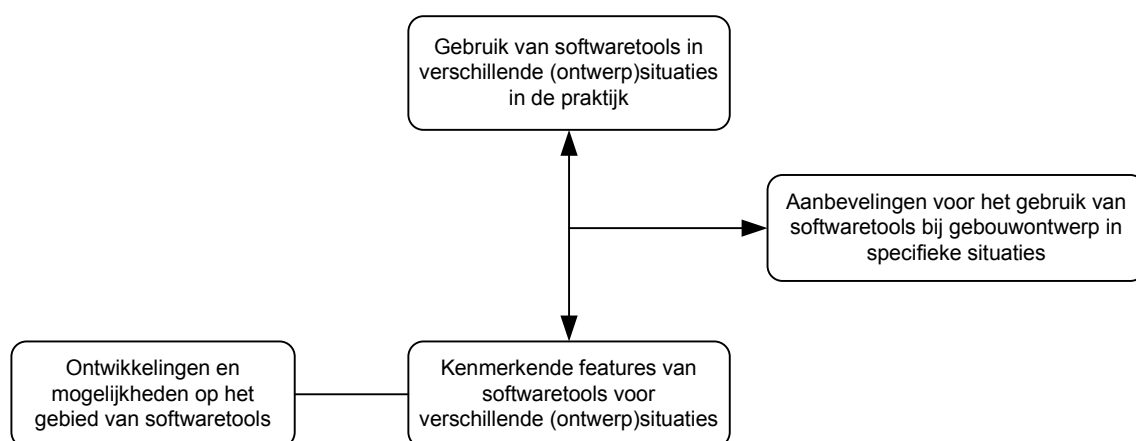 Gebruik van softwaretools in
verschillende (ontwerp)situaties
in de praktijk
Aanbevelingen voor het gebruik van
softwaretools bij gebouwontwerp in
specifieke situaties
Ontwikkelingen en
mogelijkheden op het
gebied van softwaretools
Kenmerkende features van
softwaretools voor
verschillende (ontwerp)situaties